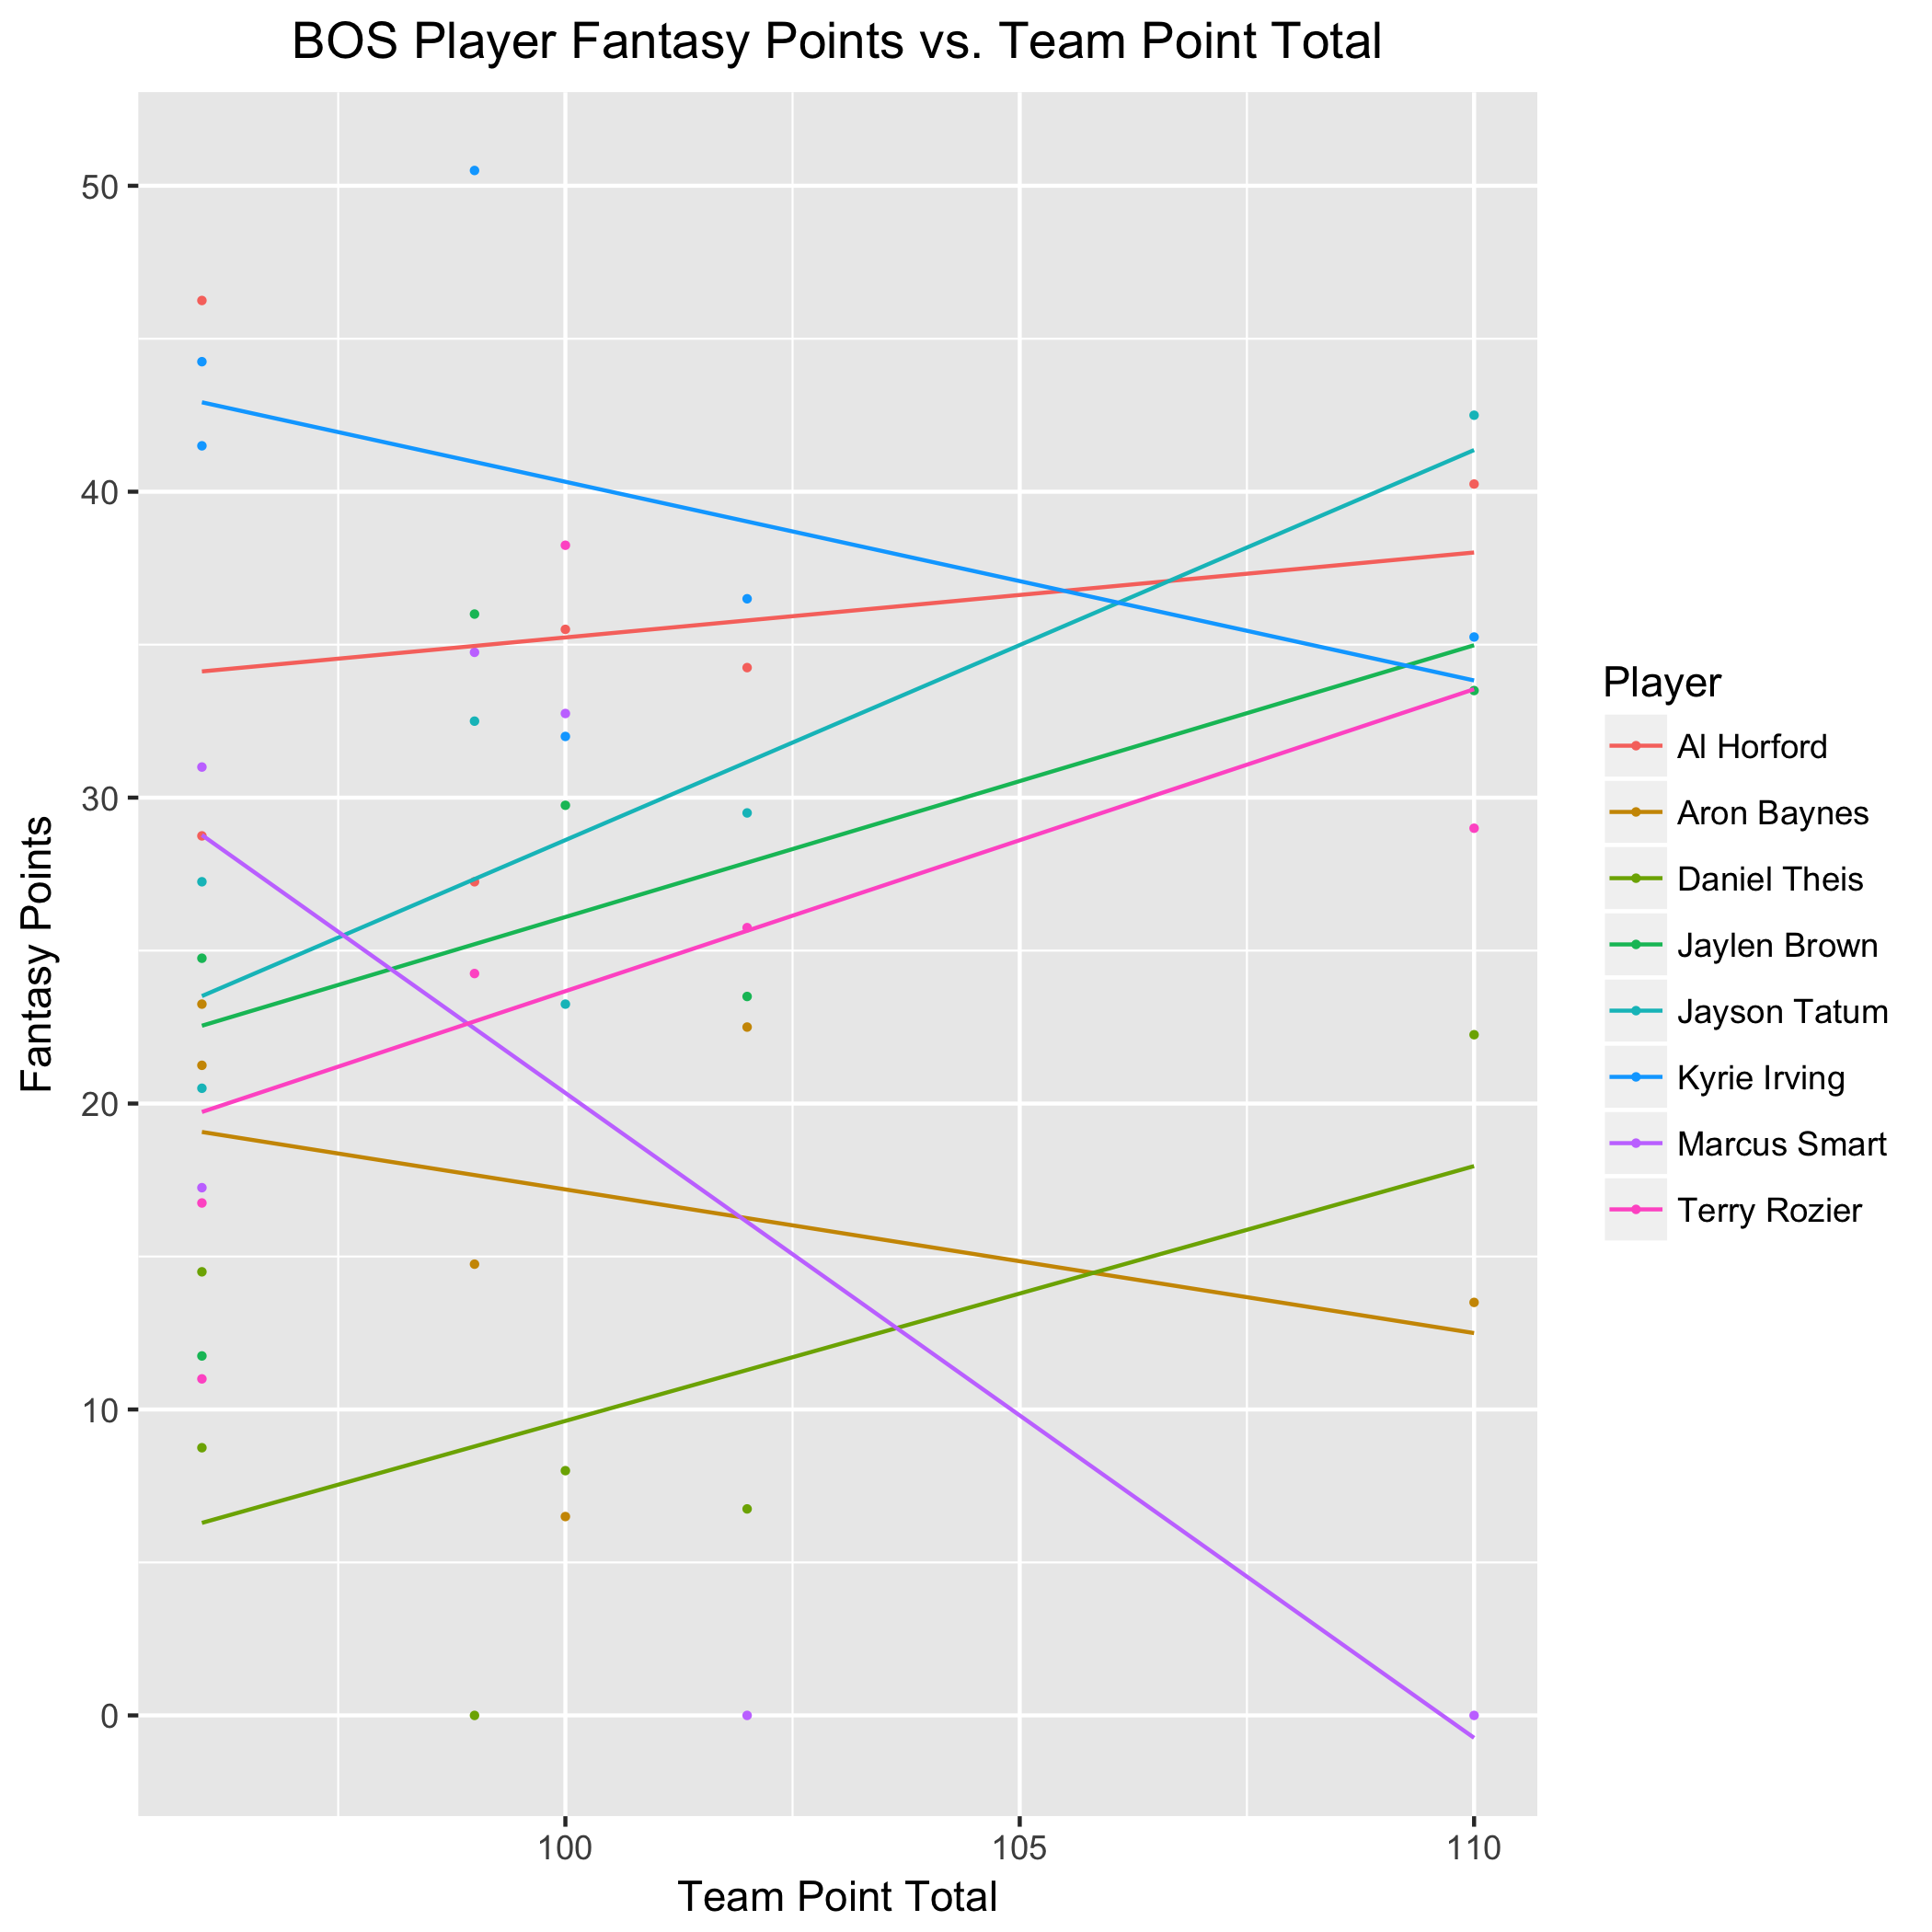 BOS Player Fantasy Points vs. Team Point Total
Fantasy Points
50
40
30
20
10
0
100
105
110
Team Point Total
Player
Al Horford
Aron Baynes
Daniel Theis
Jaylen Brown
Jayson Tatum
Kyrie Irving
Marcus Smart
Terry Rozier